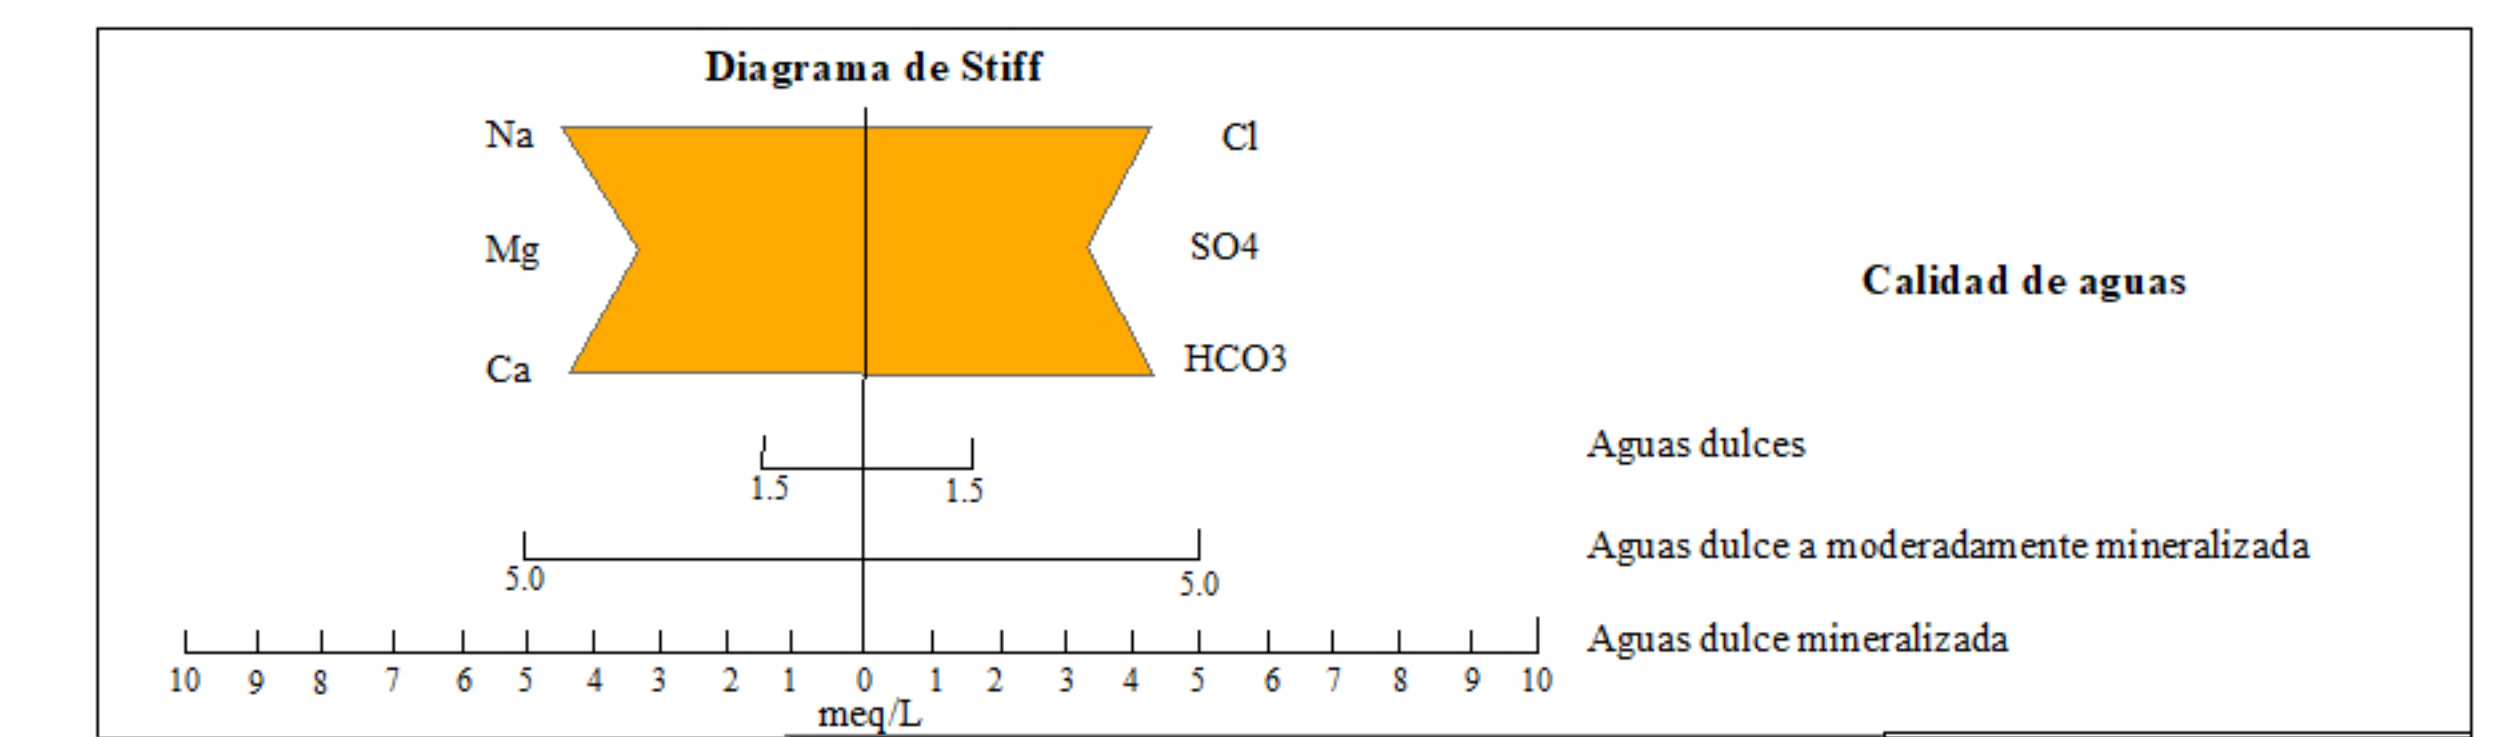 Diagrama de Stiff
Na
Cl
Mg
SO4
Calidad de aguas
Ca
HCO3
Aguas dulces
1.5 1.5
Aguas dulce a moderadamente mineralizada
5.0 5.0
Aguas dulce mineralizada
10 9 8 7 6 5 4 3 2 1 0 1 2 3 4 5 6 7 8 9 10
meq/L